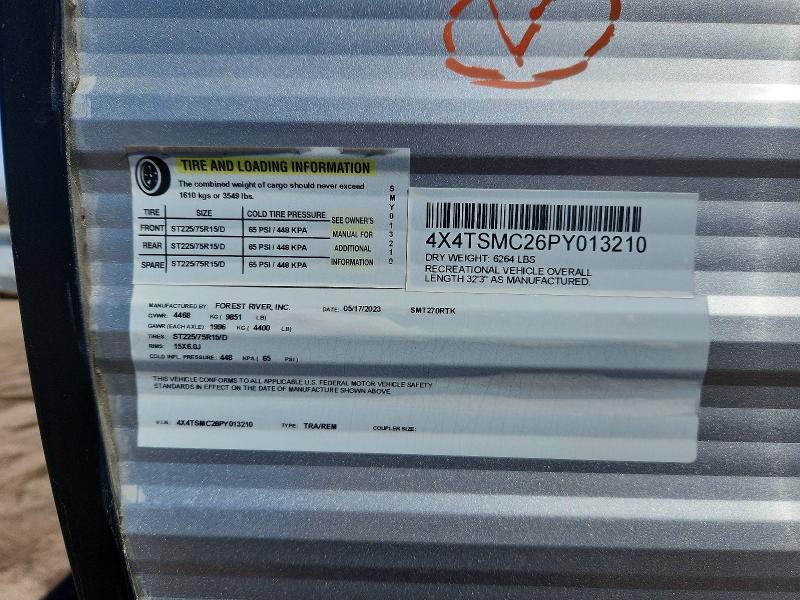 TIRE AND LOADING INFORMATION
The combined weight of cargo should never exceed
1610 kgs or 3549 lbs.
TIRE SIZE COLD TIRE PRESSURE
FRONT ST225/75R15/D 65 PSI / 448 KPA
REAR ST225/75R15/D 65 PSI / 448 KPA
SPARE ST225/75R15/D 65 PSI / 448 KPA
SEE OWNER'S
MANUAL FOR
ADDITIONAL
INFORMATION
SMY013210
4X4TSMC26PY013210
DRY WEIGHT: 6264 LBS
RECREATIONAL VEHICLE OVERALL
LENGTH 32'3" AS MANUFACTURED.
MANUFACTURED BY: FOREST RIVER, INC. DATE: 05/17/2023 SMT270RTK
GVWR: 4468 KG ( 9851 LB)
GAWR (EACH AXLE): 1996 KG ( 4400 LB)
TIRES: ST225/75R15/D
RIMS: 15X6.0J
COLD INFL. PRESSURE: 448 KPA ( 65 PSI )
THIS VEHICLE CONFORMS TO ALL APPLICABLE U.S. FEDERAL MOTOR VEHICLE SAFETY
STANDARDS IN EFFECT ON THE DATE OF MANUFACTURE SHOWN ABOVE.
V.I.N: 4X4TSMC26PY013210 TYPE: TRA/REM COUPLER SIZE: